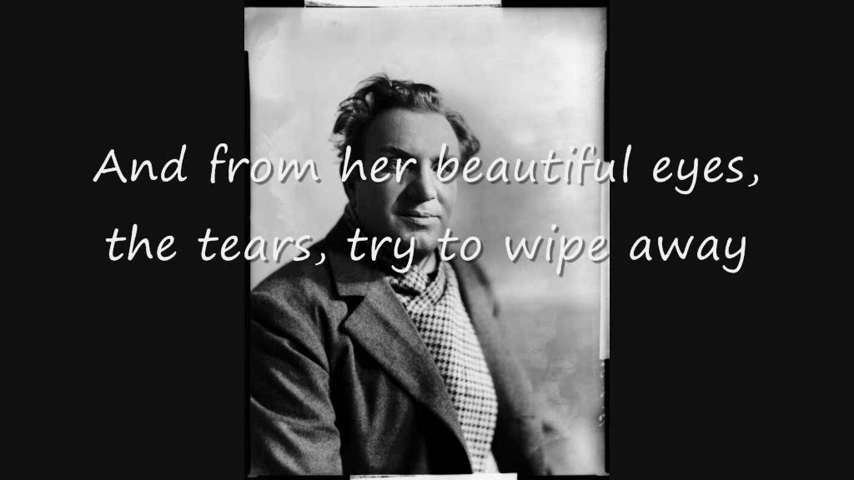 And from her beautiful eyes,
the tears, try to wipe away